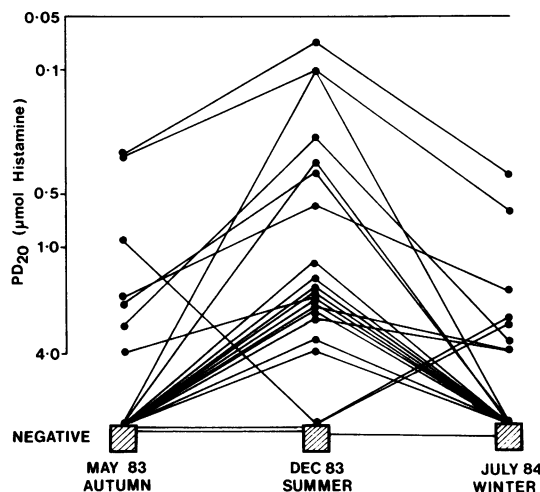 0·05
0·1
0·5
1·0
4·0
PD20 (μmol Histamine)
NEGATIVE
MAY 83
AUTUMN
DEC 83
SUMMER
JULY 84
WINTER